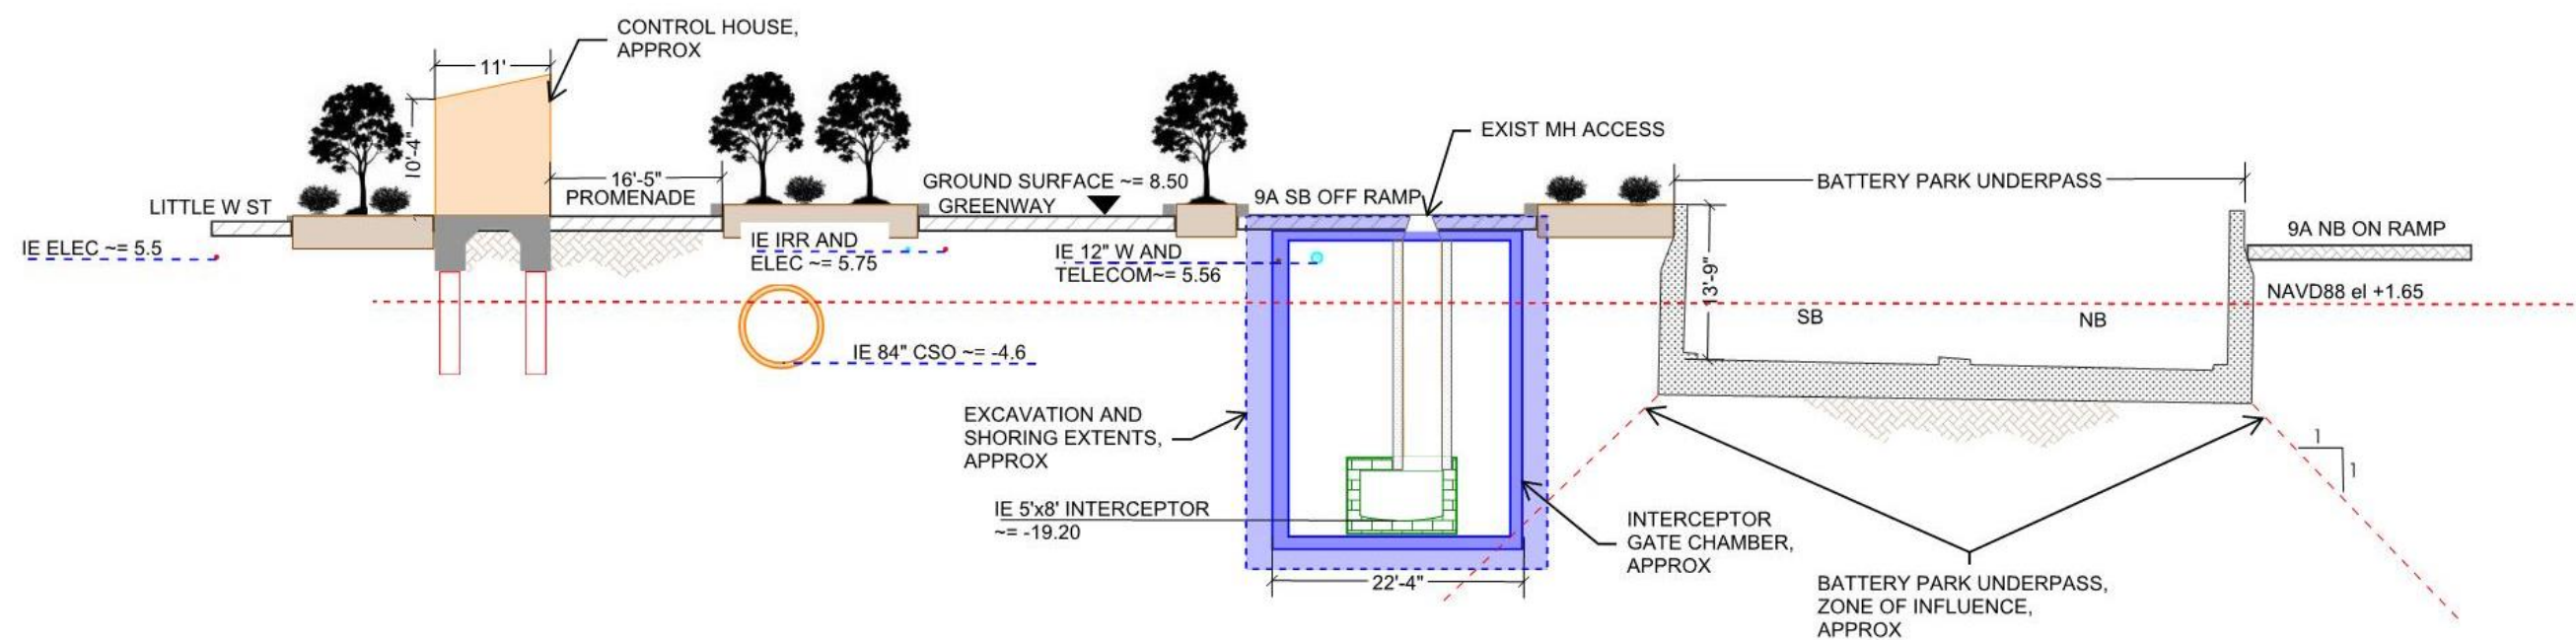 CONTROL HOUSE,
APPROX
11'
10'-4"
16'-5"
PROMENADE
LITTLE W ST
IE ELEC ~= 5.5
GROUND SURFACE ~= 8.50
GREENWAY
IE IRR AND
ELEC ~= 5.75
IE 84" CSO ~= -4.6
IE 12" W AND
TELECOM~= 5.56
9A SB OFF RAMP
EXIST MH ACCESS
BATTERY PARK UNDERPASS
13'-9"
9A NB ON RAMP
NAVD88 el +1.65
SB
NB
EXCAVATION AND
SHORING EXTENTS,
APPROX
IE 5'x8' INTERCEPTOR
~= -19.20
22'-4"
INTERCEPTOR
GATE CHAMBER,
APPROX
BATTERY PARK UNDERPASS,
ZONE OF INFLUENCE,
APPROX
1
1